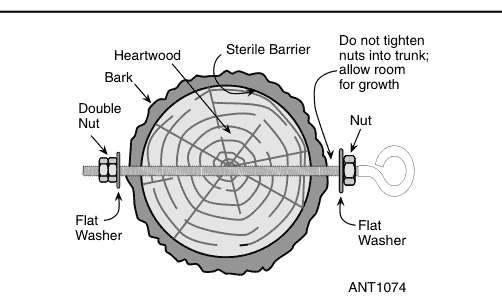 Heartwood
Sterile Barrier
Do not tighten
nuts into trunk;
allow room
for growth
Bark
Double
Nut
Nut
Flat
Washer
Flat
Washer
ANT1074